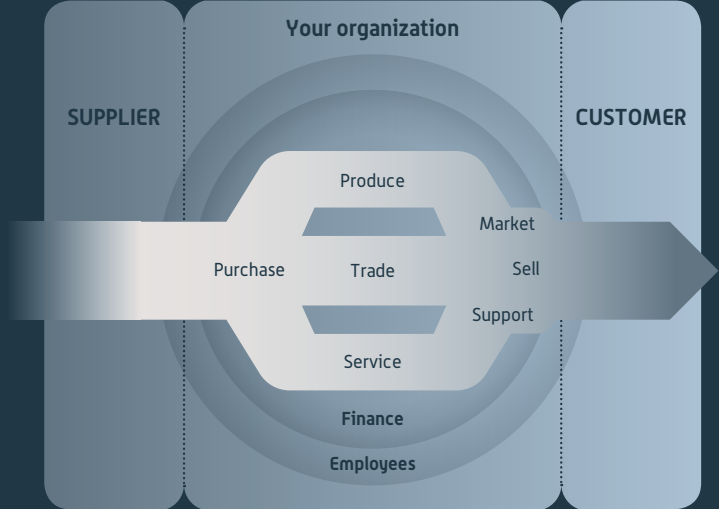 Your organization
SUPPLIER
CUSTOMER
Produce
Market
Purchase
Trade
Sell
Support
Service
Finance
Employees